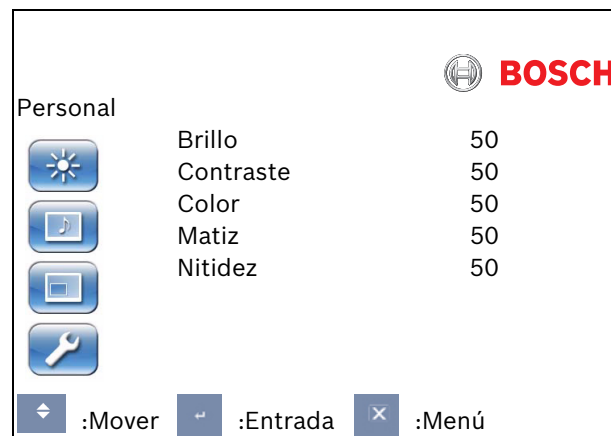 BOSCH
Personal
Brillo 50
Contraste 50
Color 50
Matiz 50
Nitidez 50
:Mover :Entrada :Menú